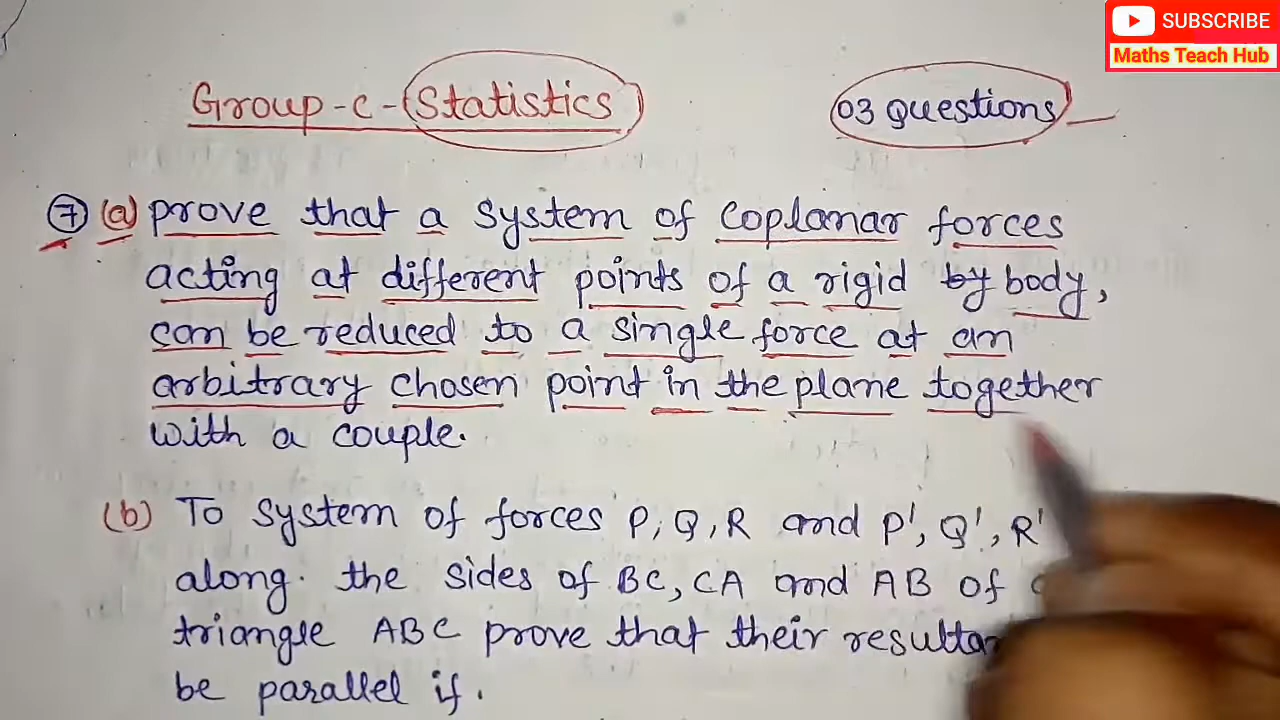 SUBSCRIBE
Maths Teach Hub
Group-C-Statistics
03 Questions
7 (a) prove that a system of coplanar forces
acting at different points of a rigid by body,
can be reduced to a single force at an
arbitrary chosen point in the plane together
with a couple.
(b) To system of forces P, Q, R and P', Q', R'
along. the sides of BC, CA and AB of
triangle ABC prove that their
be parallel if.